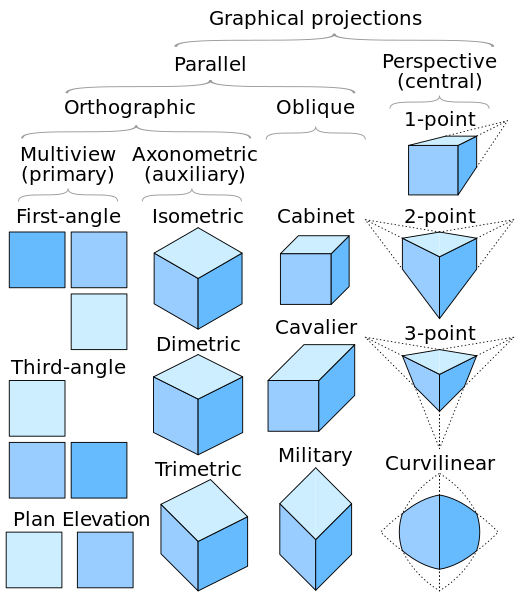 Graphical projections
Parallel
Perspective
(central)
Orthographic
Oblique
1-point
Multiview
(primary)
Axonometric
(auxiliary)
First-angle
Isometric
Cabinet
2-point
Cavalier
3-point
Dimetric
Third-angle
Military
Curvilinear
Trimetric
Plan
Elevation